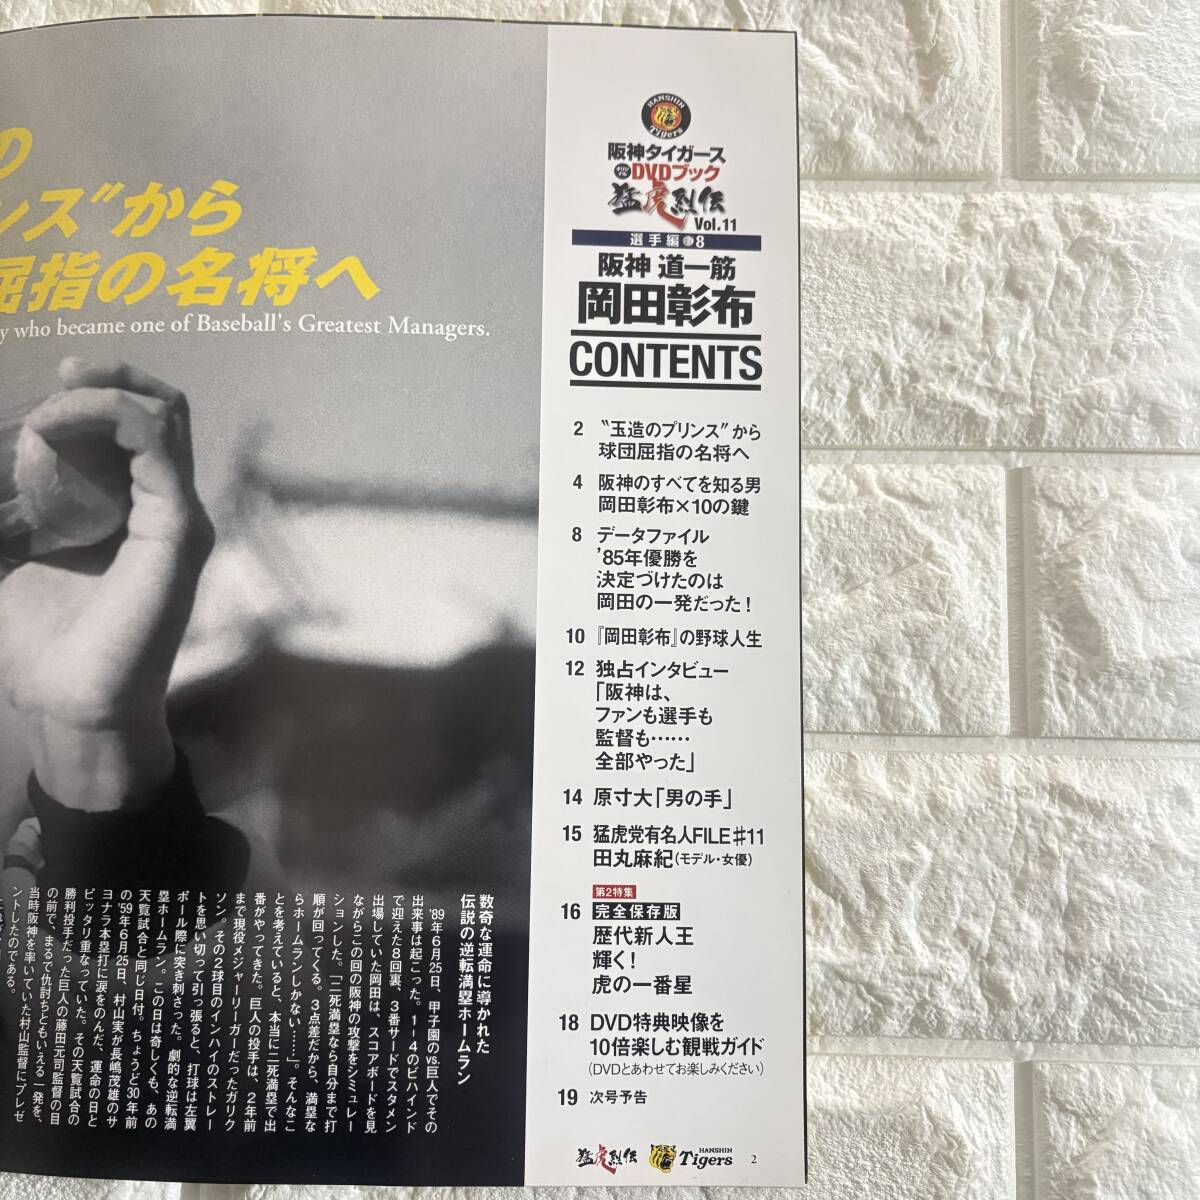 の
ンス〟から
屈指の名将へ
y who became one of Baseball's Greatest Managers.
数奇な運命に導かれた
伝説の逆転満塁ホームラン
'89年6月25日、甲子園のvs.巨人でその
出来事は起こった。1－4のビハインド
で迎えた8回裏、3番サードでスタメン
出場していた岡田は、スコアボードを見
ながらこの回の阪神の攻撃をシミュレー
ションした。「二死満塁なら自分まで打
順が回ってくる。3点差だから、満塁な
らホームランしかない……」。そんなこ
とを考えていると、本当に二死満塁で出
番がやってきた。巨人の投手は、2年前
まで現役メジャーリーガーだったガリク
ソン。その2球目のインハイのストレー
トを思い切って引っ張ると、打球は左翼
ポール際に突き刺さった。劇的な逆転満
塁ホームラン。この日は奇しくも、あの
天覧試合と同じ日付。ちょうど30年前
の'59年6月25日、村山実が長嶋茂雄のサ
ヨナラ本塁打に涙をのんだ、運命の日と
ピッタリ重なっていた。その天覧試合の
勝利投手だった巨人の藤田元司監督の目
の前で、まるで仇討ちともいえる一発を、
当時阪神を率いていた村山監督にプレゼ
ントしたのである。
HANSHIN
Tigers
阪神タイガース
オリジナル DVDブック
猛虎烈伝
Vol.11
選手編 8
阪神 道一筋
岡田彰布
CONTENTS
2 〝玉造のプリンス〟から
球団屈指の名将へ
4 阪神のすべてを知る男
岡田彰布×10の鍵
8 データファイル
'85年優勝を
決定づけたのは
岡田の一発だった！
10 『岡田彰布』の野球人生
12 独占インタビュー
「阪神は、
ファンも選手も
監督も……
全部やった」
14 原寸大「男の手」
15 猛虎党有名人FILE♯11
田丸麻紀（モデル・女優）
第2特集
16 完全保存版
歴代新人王
輝く！
虎の一番星
18 DVD特典映像を
10倍楽しむ観戦ガイド
（DVDとあわせてお楽しみください）
19 次号予告
猛虎烈伝 HANSHIN Tigers 2